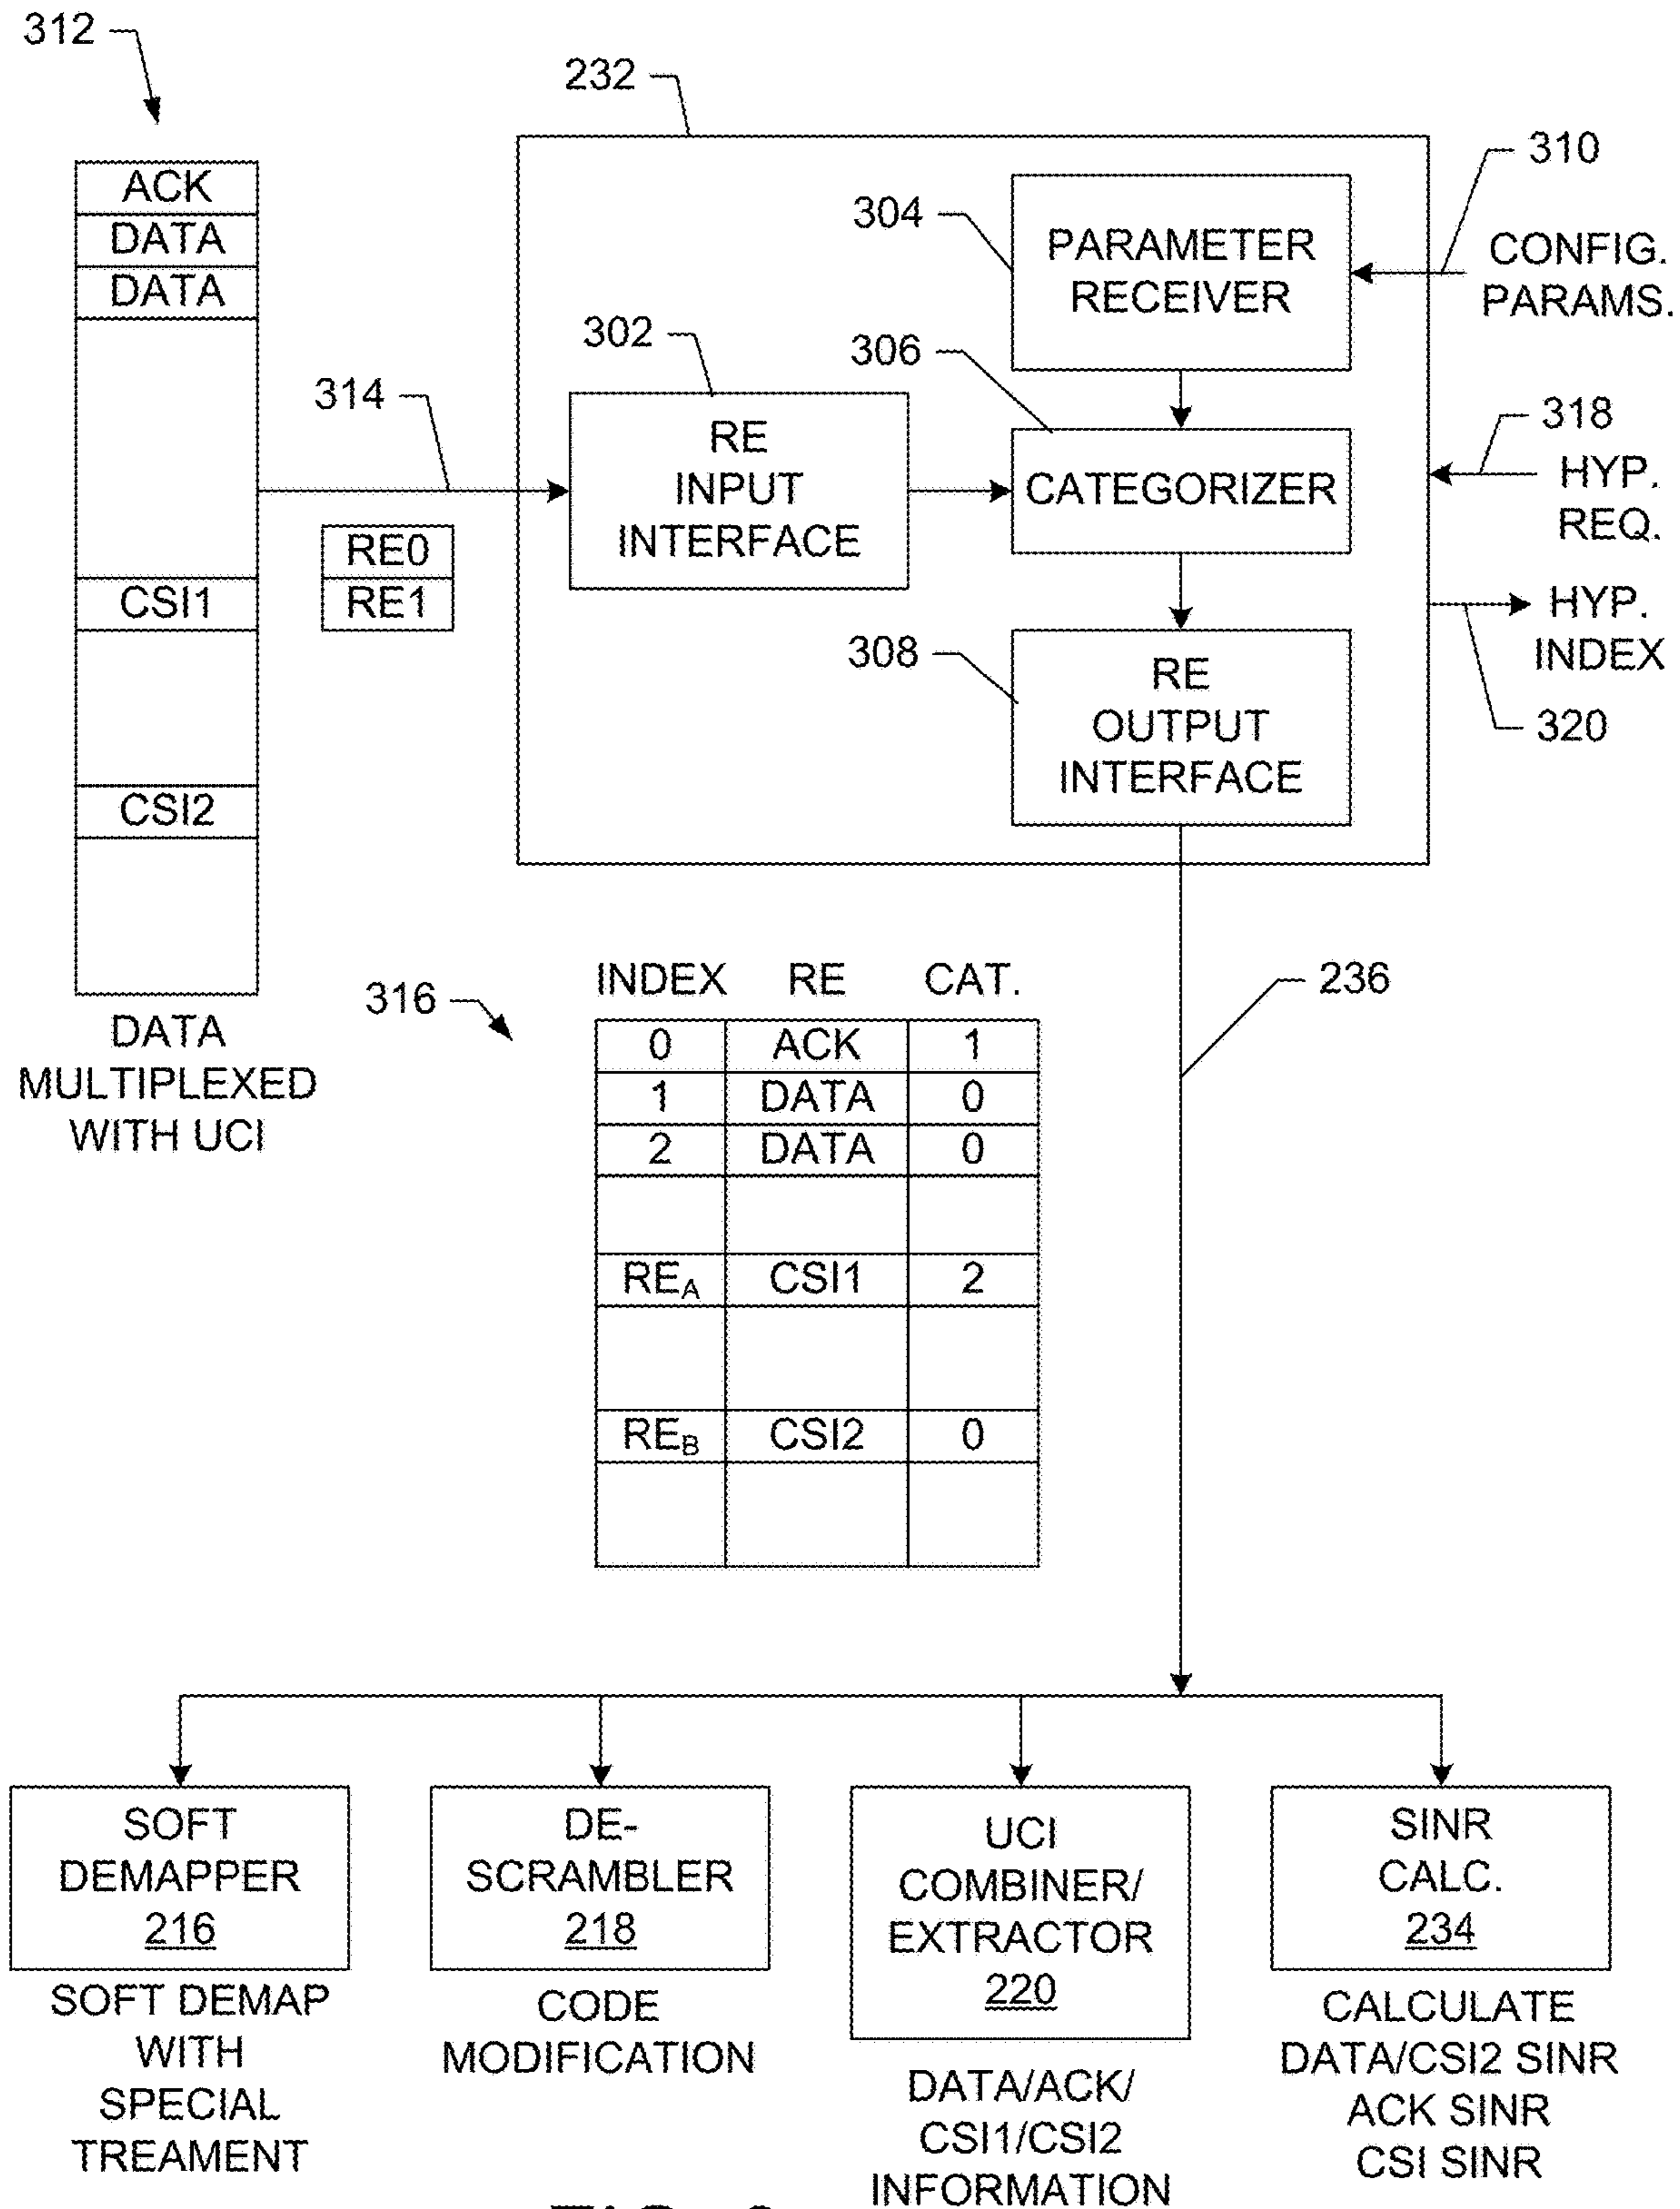 312
232
310
ACK
DATA
DATA
304
PARAMETER
RECEIVER
CONFIG.
PARAMS.
302
306
314
318
RE
INPUT
INTERFACE
CATEGORIZER
HYP.
REQ.
RE0
RE1
CSI1
HYP.
INDEX
308
RE
OUTPUT
INTERFACE
320
CSI2
DATA
MULTIPLEXED
WITH UCI
316
INDEX RE CAT.
0 ACK 1
1 DATA 0
2 DATA 0
REA CSI1 2
REB CSI2 0
236
SOFT
DEMAPPER
216
SOFT DEMAP
WITH
SPECIAL
TREAMENT
DE-
SCRAMBLER
218
CODE
MODIFICATION
UCI
COMBINER/
EXTRACTOR
220
DATA/ACK/
CSI1/CSI2
INFORMATION
SINR
CALC.
234
CALCULATE
DATA/CSI2 SINR
ACK SINR
CSI SINR